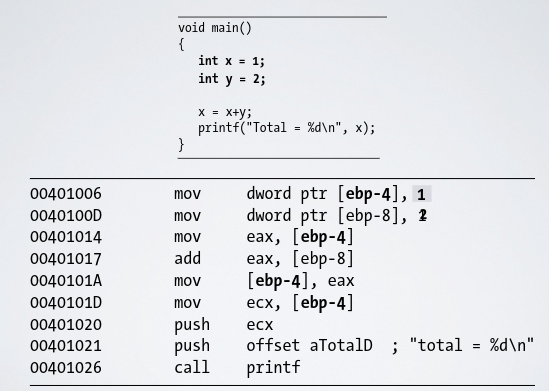 void main()
{
int x = 1;
int y = 2;
x = x+y;
printf("Total = %d\n", x);
}
00401006 mov dword ptr [ebp-4], 1
0040100D mov dword ptr [ebp-8],
00401014 mov eax, [ebp-4]
00401017 add eax, [ebp-8]
0040101A mov [ebp-4], eax
0040101D mov ecx, [ebp-4]
00401020 push ecx
00401021 push offset aTotalD ; "total = %d\n"
00401026 call printf